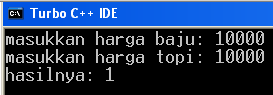 C:\ Turbo C++ IDE
masukkan harga baju: 10000
masukkan harga topi: 10000
hasilnya: 1